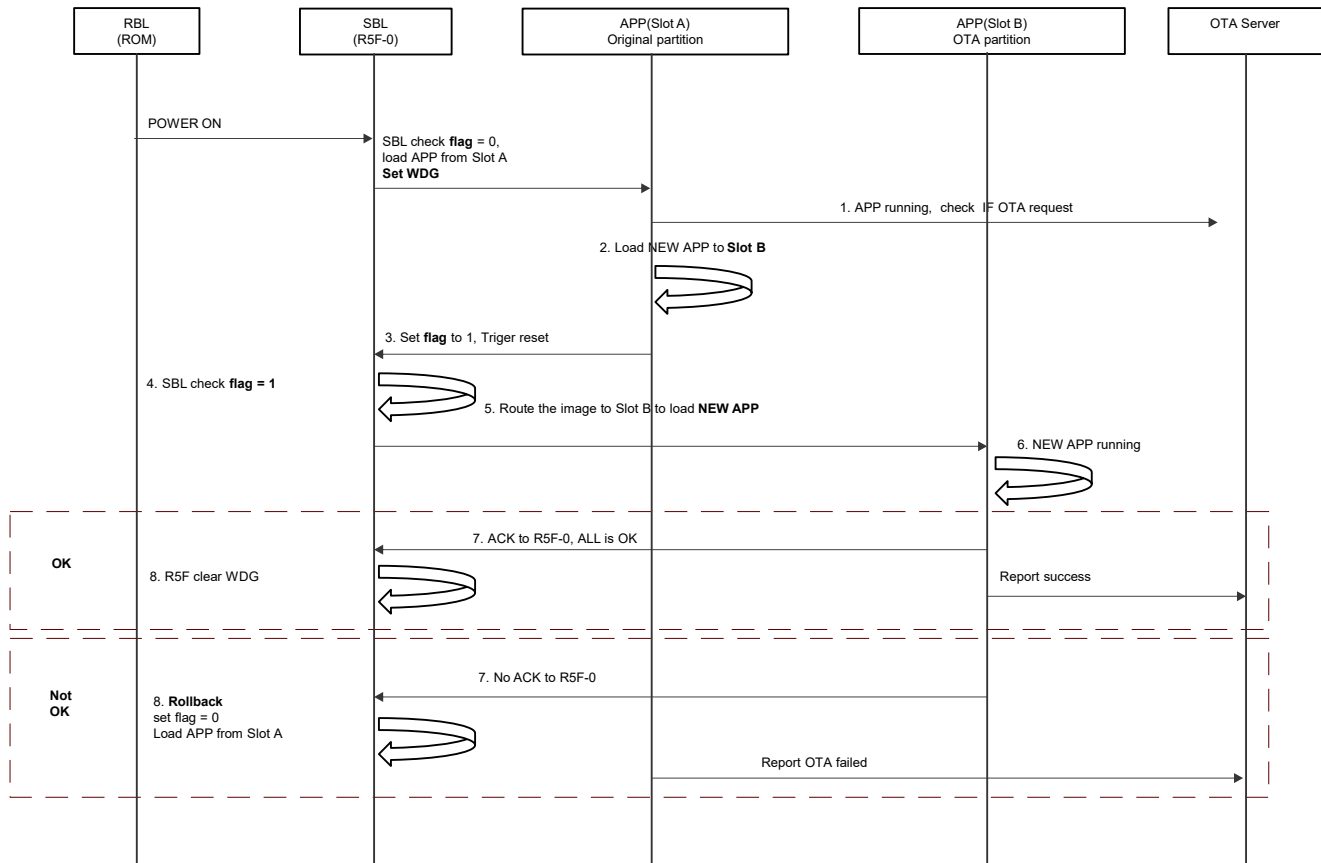 RBL
(ROM)
SBL
(R5F-0)
APP(Slot A)
Original partition
APP(Slot B)
OTA partition
OTA Server
POWER ON
SBL check flag = 0,
load APP from Slot A
Set WDG
1. APP running, check IF OTA request
2. Load NEW APP to Slot B
3. Set flag to 1, Triger reset
4. SBL check flag = 1
5. Route the image to Slot B to load NEW APP
6. NEW APP running
7. ACK to R5F-0, ALL is OK
OK
8. R5F clear WDG
Report success
7. No ACK to R5F-0
Not
OK
8. Rollback
set flag = 0
Load APP from Slot A
Report OTA failed